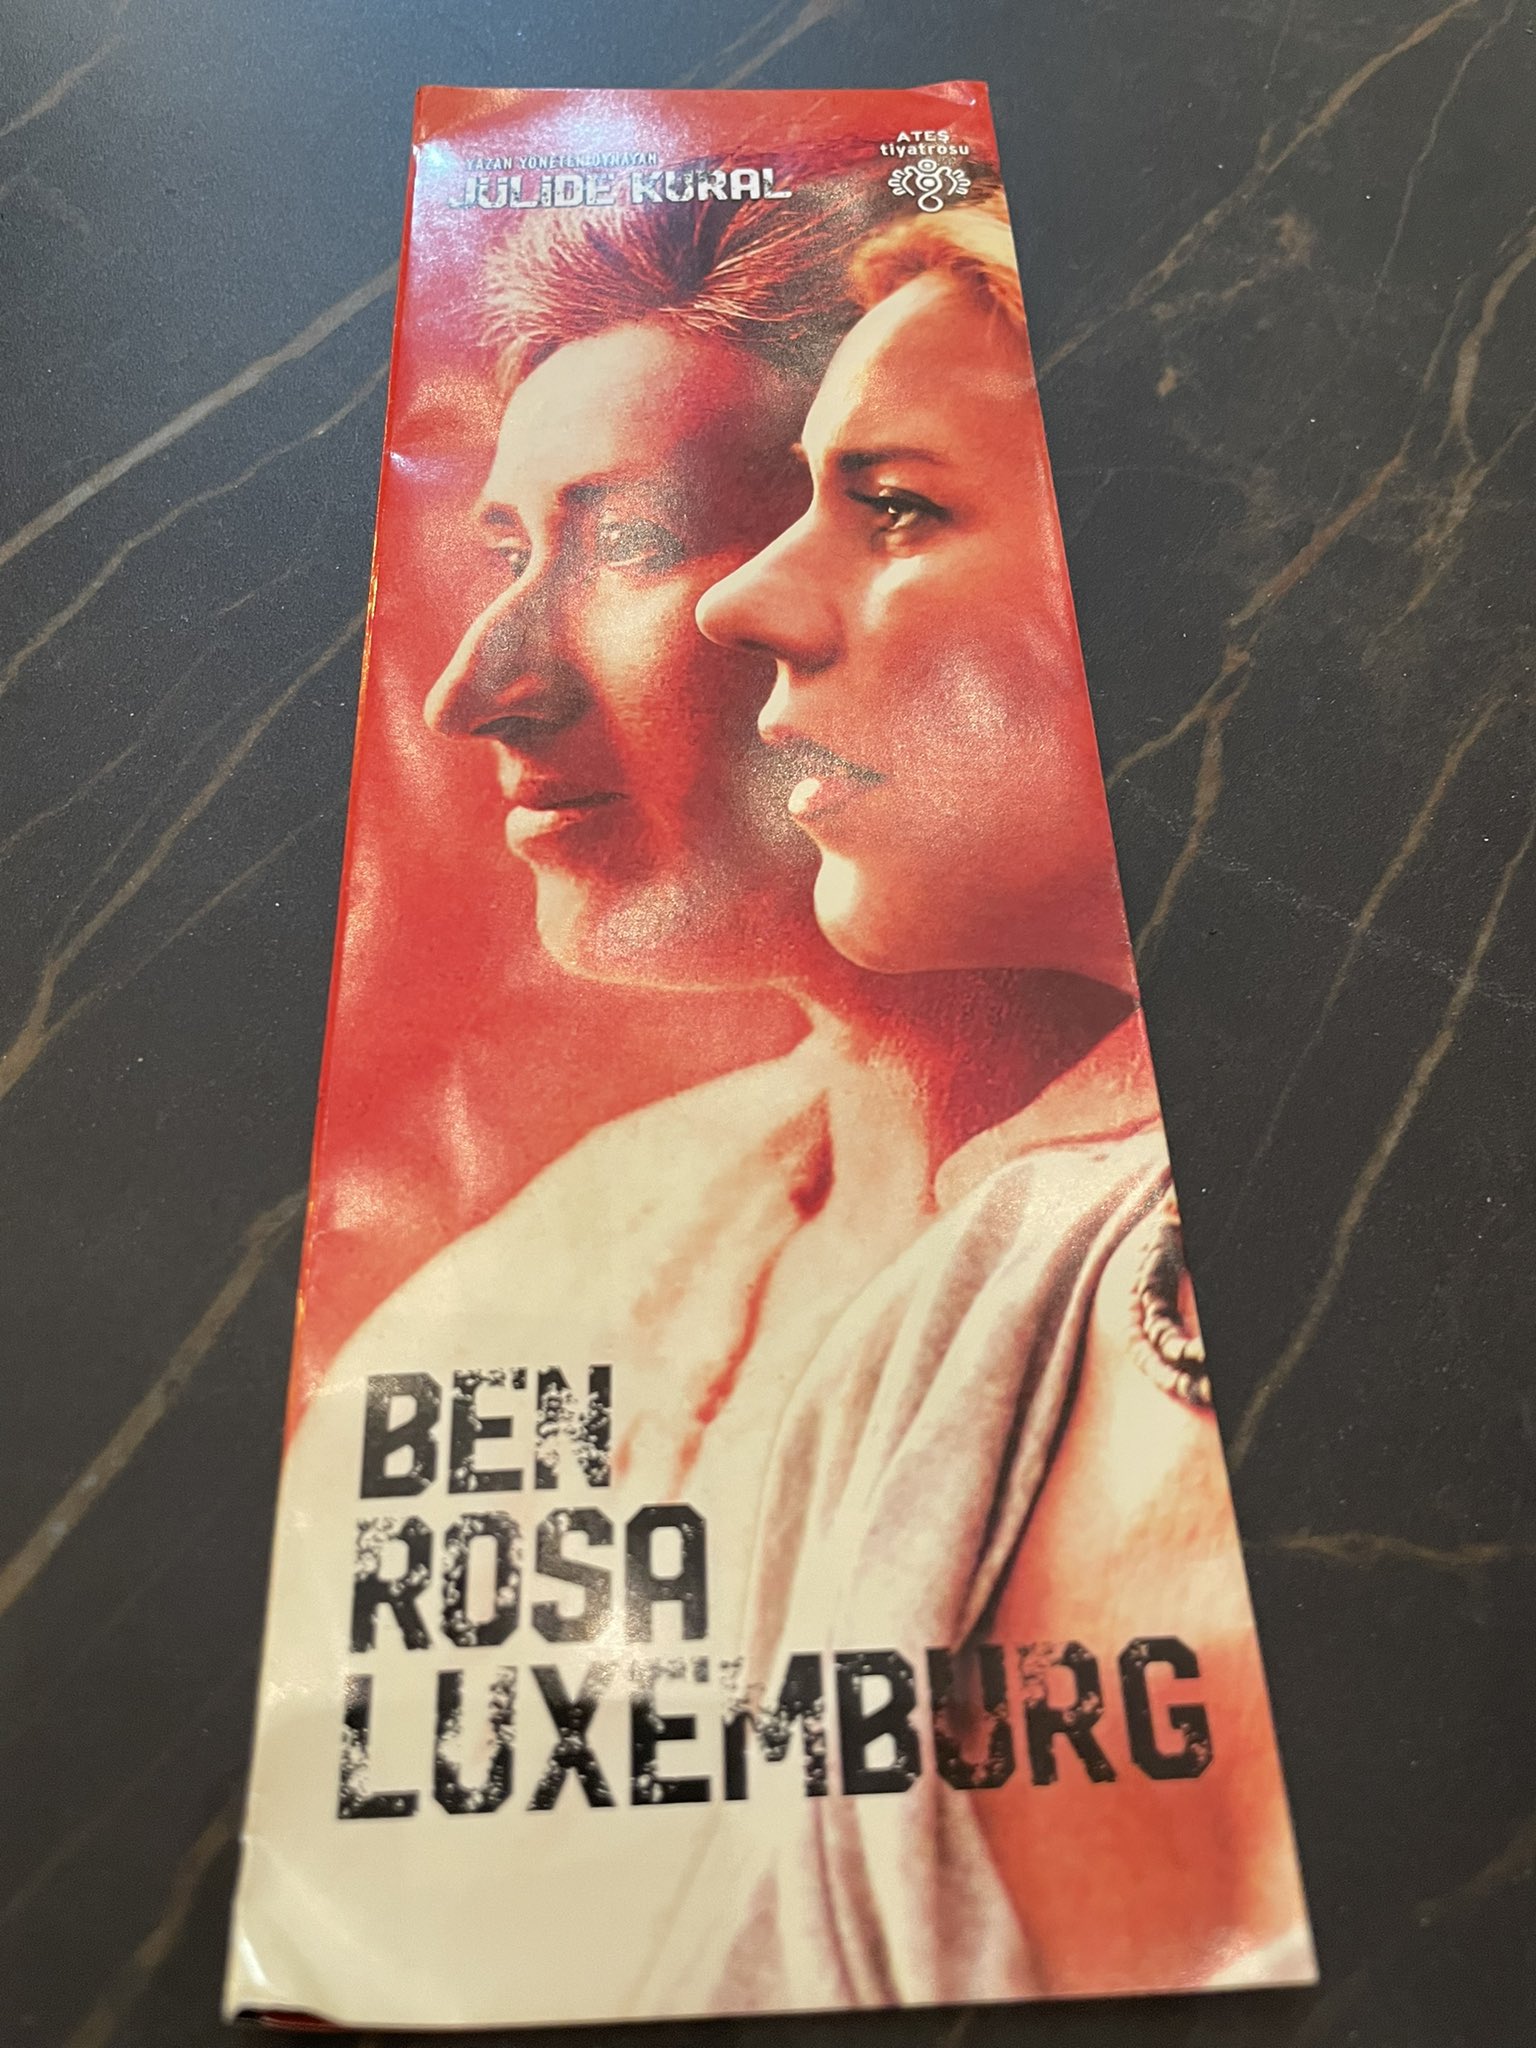 YAZAN YÖNETEN OYNAYAN
JÜLİDE KURAL
ATEŞ
tiyatrosu
BEN
ROSA
LUXEMBURG